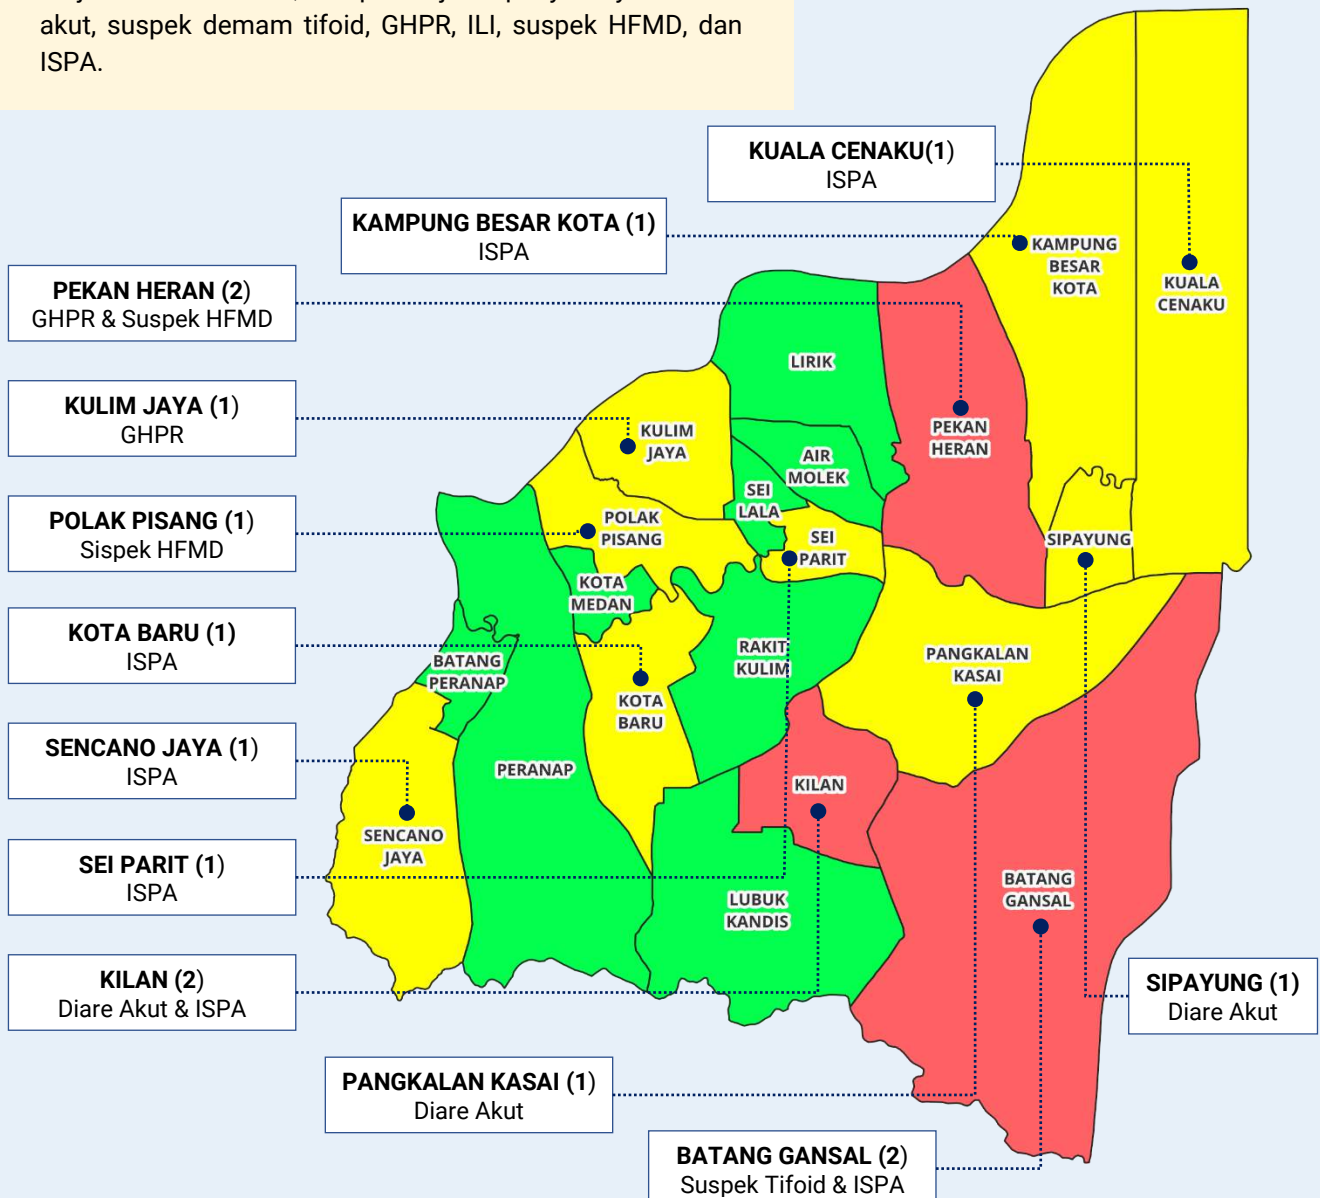 akut, suspek demam tifoid, GHPR, ILI, suspek HFMD, dan
ISPA.
KUALA CENAKU(1)
ISPA
KAMPUNG BESAR KOTA (1)
ISPA
PEKAN HERAN (2)
GHPR & Suspek HFMD
KULIM JAYA (1)
GHPR
POLAK PISANG (1)
Sispek HFMD
KOTA BARU (1)
ISPA
SENCANO JAYA (1)
ISPA
SEI PARIT (1)
ISPA
KILAN (2)
Diare Akut & ISPA
PANGKALAN KASAI (1)
Diare Akut
BATANG GANSAL (2)
Suspek Tifoid & ISPA
SIPAYUNG (1)
Diare Akut
KAMPUNG
BESAR
KOTA
KUALA
CENAKU
LIRIK
PEKAN
HERAN
KULIM
JAYA
AIR
MOLEK
SEI
LALA
POLAK
PISANG
SEI
PARIT
SIPAYUNG
KOTA
MEDAN
RAKIT
KULIM
PANGKALAN
KASAI
BATANG
PERANAP
KOTA
BARU
PERANAP
KILAN
SENCANO
JAYA
LUBUK
KANDIS
BATANG
GANSAL